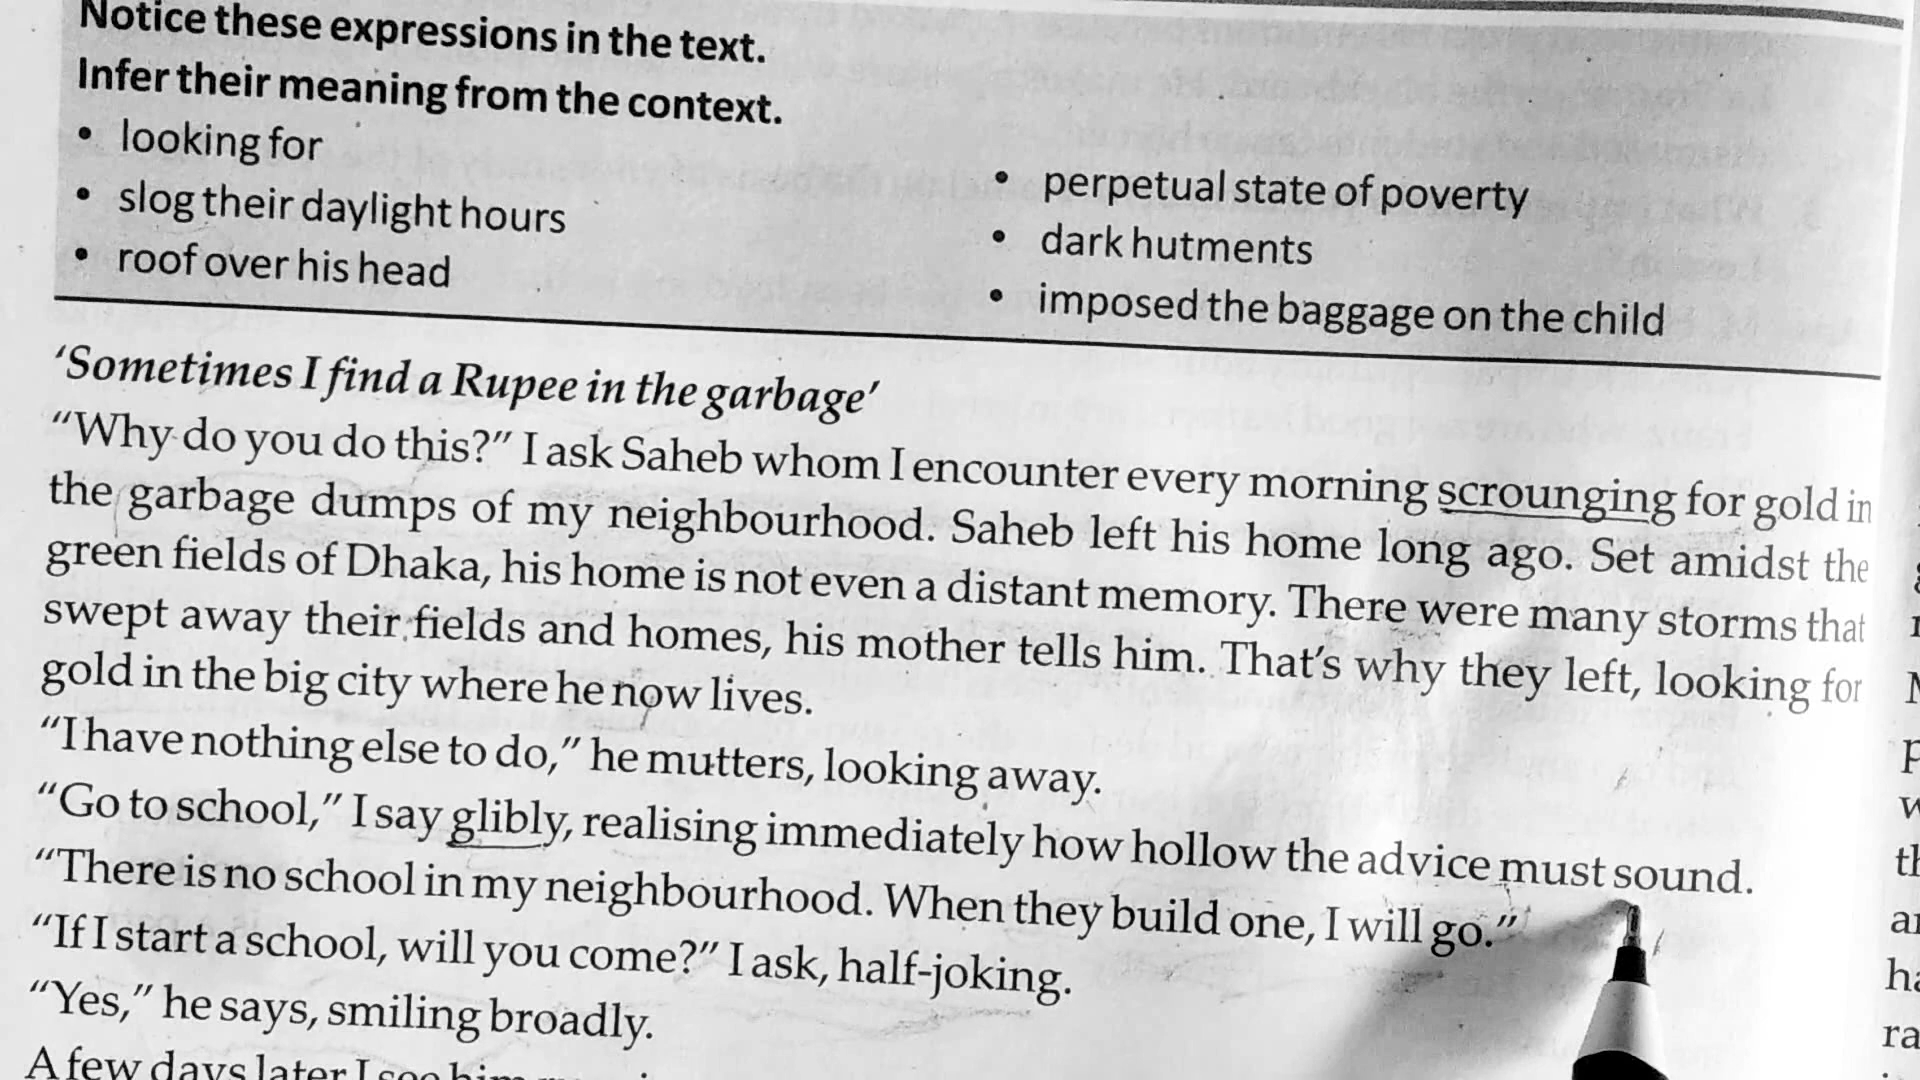 Notice these expressions in the text.
Infer their meaning from the context.
• looking for
• slog their daylight hours
• roof over his head
• perpetual state of poverty
• dark hutments
• imposed the baggage on the child
'Sometimes I find a Rupee in the garbage'
"Why do you do this?" I ask Saheb whom I encounter every morning scrounging for gold in
the garbage dumps of my neighbourhood. Saheb left his home long ago. Set amidst the
green fields of Dhaka, his home is not even a distant memory. There were many storms that
swept away their fields and homes, his mother tells him. That's why they left, looking for
gold in the big city where he now lives.
"I have nothing else to do," he mutters, looking away.
"Go to school," I say glibly, realising immediately how hollow the advice must sound.
"There is no school in my neighbourhood. When they build one, I will go."
"If I start a school, will you come?" I ask, half-joking.
"Yes," he says, smiling broadly.
A few days later I see him